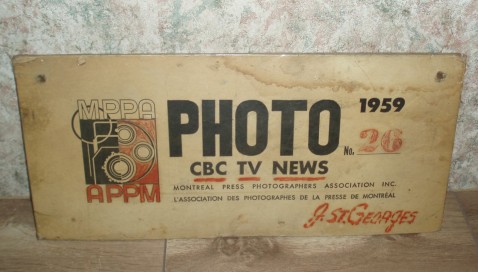 MPPA
APPM
PHOTO
1959
No. 26
CBC TV NEWS
MONTREAL PRESS PHOTOGRAPHERS ASSOCIATION INC.
L'ASSOCIATION DES PHOTOGRAPHES DE LA PRESSE DE MONTRÉAL
J. ST. GEORGES